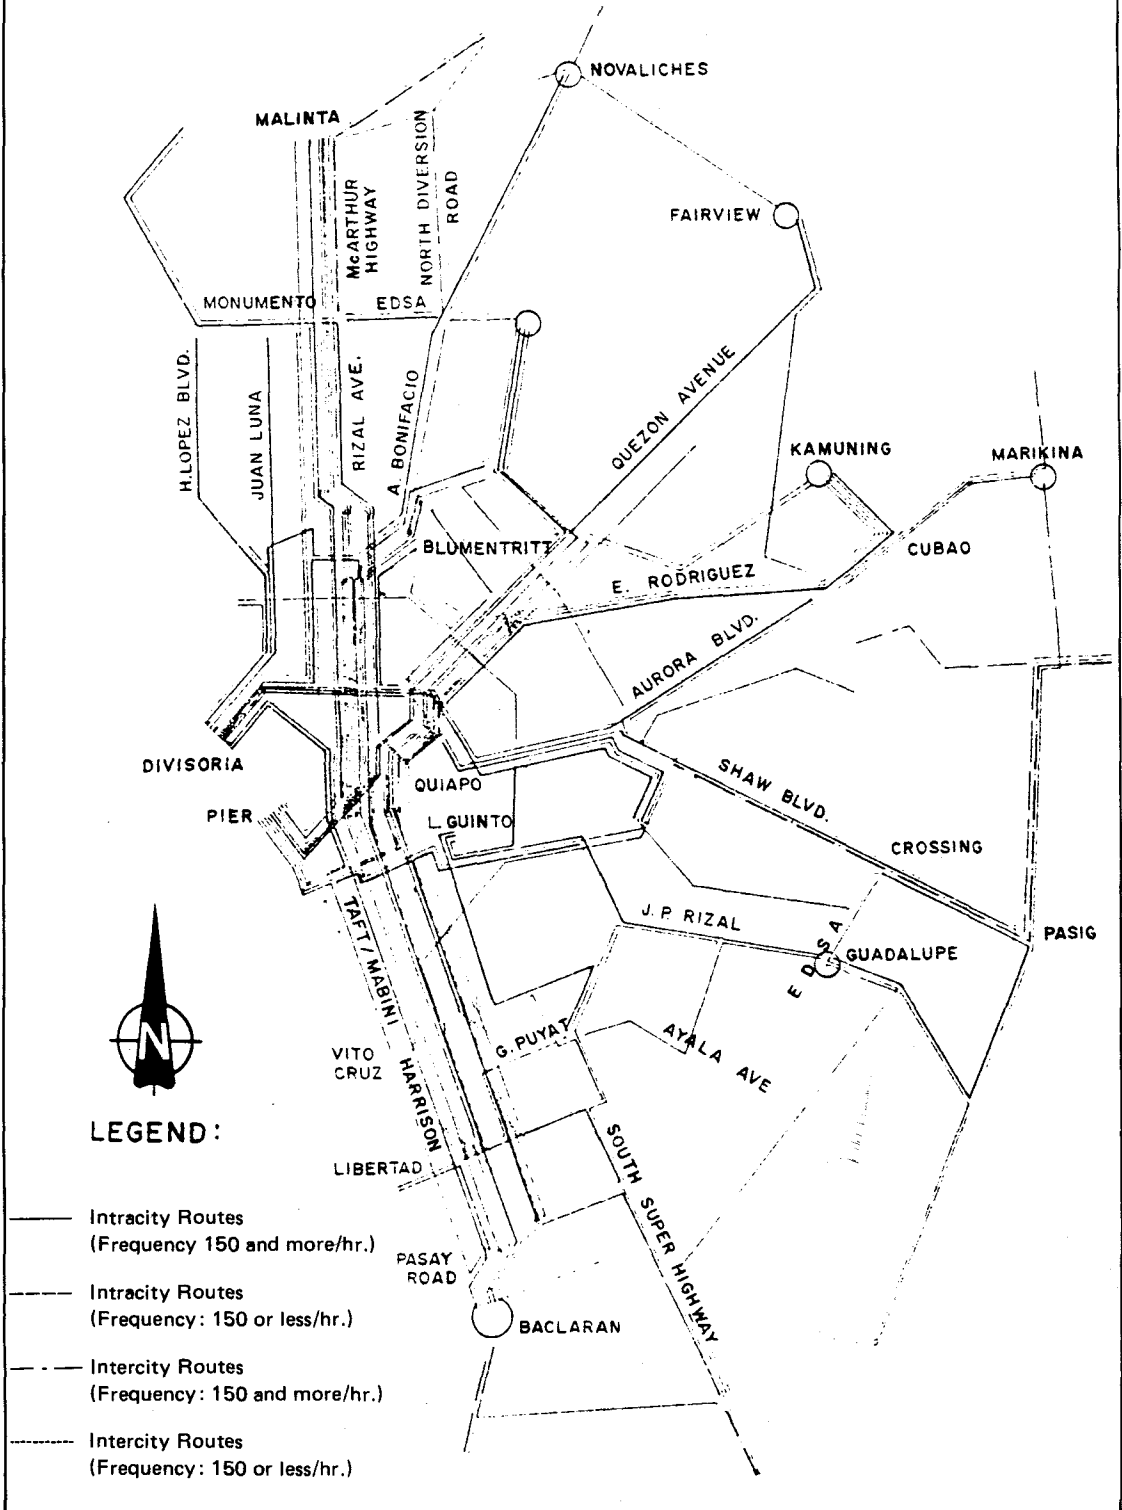 NOVALICHES
MALINTA
McARTHUR
HIGHWAY
NORTH DIVERSION
ROAD
FAIRVIEW
MONUMENTO
EDSA
H.LOPEZ BLVD.
JUAN LUNA
RIZAL AVE.
A. BONIFACIO
QUEZON AVENUE
KAMUNING
MARIKINA
BLUMENTRITT
CUBAO
E. RODRIGUEZ
AURORA BLVD.
DIVISORIA
QUIAPO
SHAW BLVD.
PIER
L. GUINTO
CROSSING
TAFT / MABINI
J. P. RIZAL
PASIG
EDSA
GUADALUPE
N
VITO
CRUZ
HARRISON
G. PUYAT
AYALA AVE
LEGEND:
LIBERTAD
SOUTH SUPER HIGHWAY
PASAY
ROAD
BACLARAN
Intracity Routes
(Frequency 150 and more/hr.)
Intracity Routes
(Frequency: 150 or less/hr.)
Intercity Routes
(Frequency: 150 and more/hr.)
Intercity Routes
(Frequency: 150 or less/hr.)